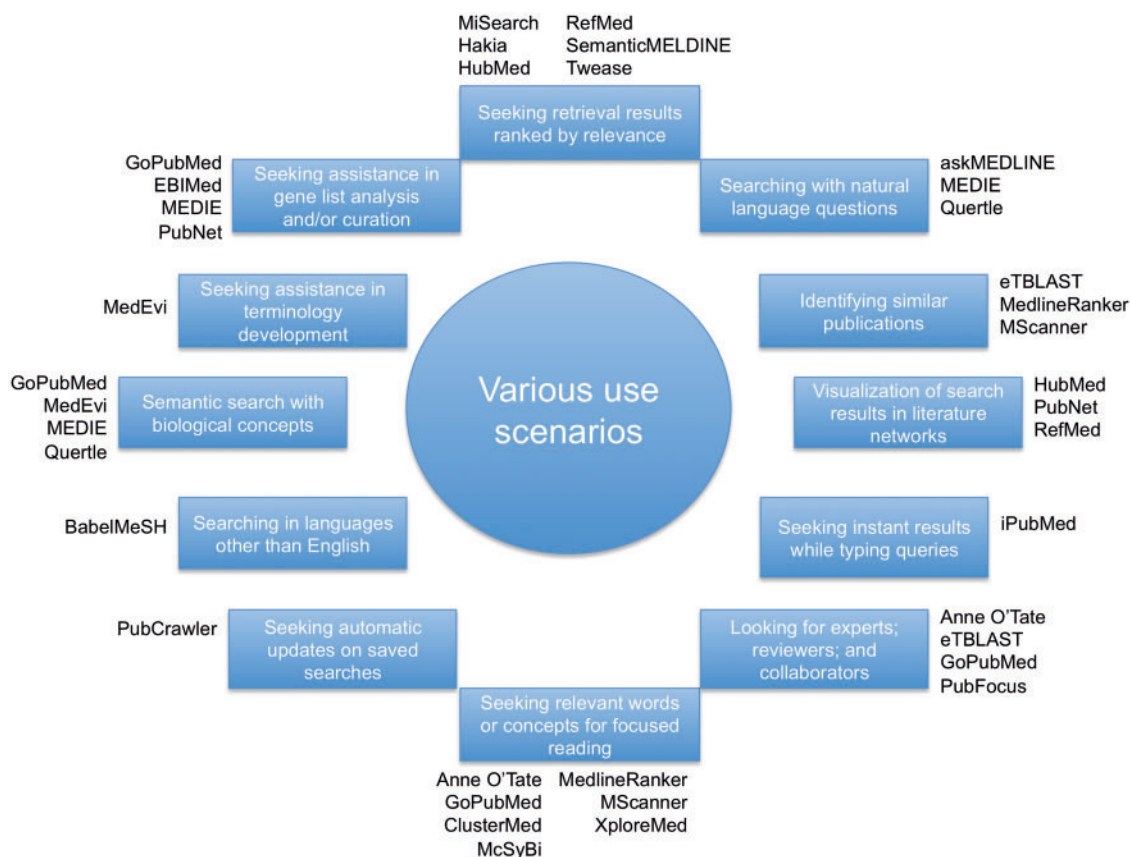 MiSearch
Hakia
HubMed
RefMed
SemanticMELDINE
Twease
Seeking retrieval results
ranked by relevance
GoPubMed
EBIMed
MEDIE
PubNet
Seeking assistance in
gene list analysis
and/or curation
Searching with natural
language questions
askMEDLINE
MEDIE
Quertle
MedEvi
Seeking assistance in
terminology
development
Identifying similar
publications
eTBLAST
MedlineRanker
MScanner
GoPubMed
MedEvi
MEDIE
Quertle
Semantic search with
biological concepts
Various use
scenarios
Visualization of search
results in literature
networks
HubMed
PubNet
RefMed
BabelMeSH
Searching in languages
other than English
Seeking instant results
while typing queries
iPubMed
PubCrawler
Seeking automatic
updates on saved
searches
Looking for experts;
reviewers; and
collaborators
Anne O'Tate
eTBLAST
GoPubMed
PubFocus
Seeking relevant words
or concepts for focused
reading
Anne O'Tate
GoPubMed
ClusterMed
McSyBi
MedlineRanker
MScanner
XploreMed